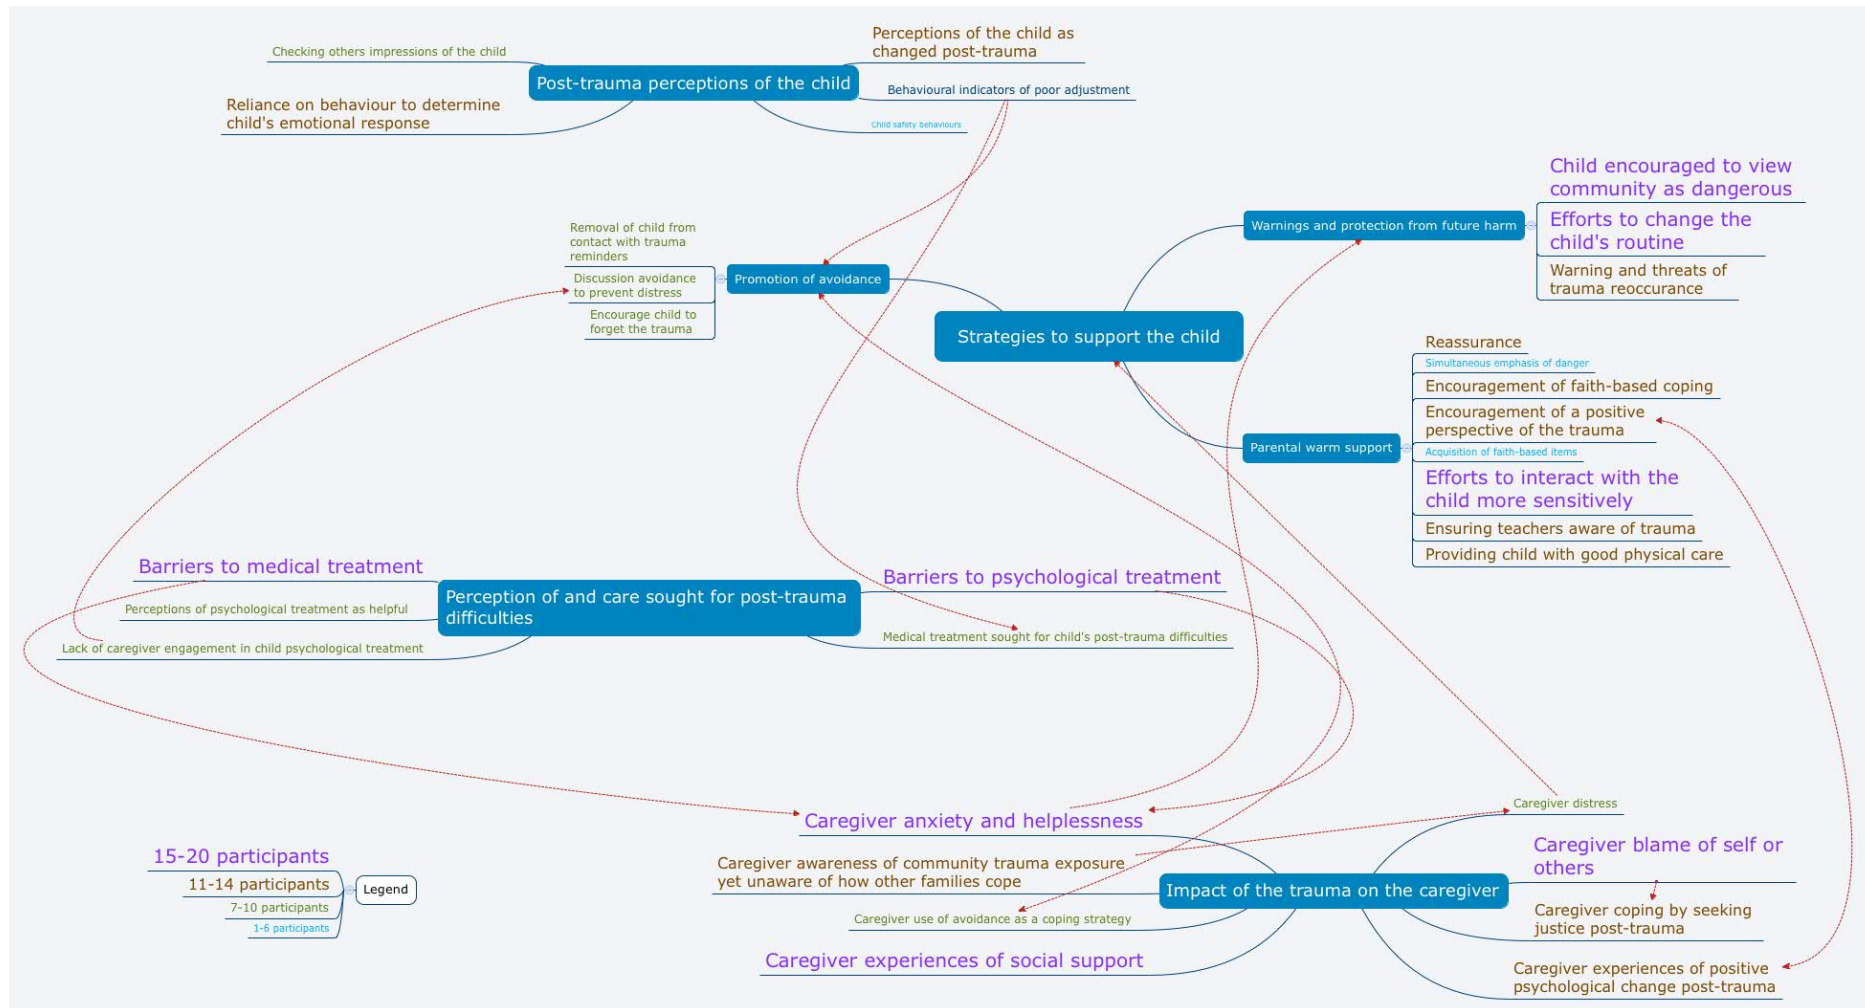 Checking others impressions of the child
Reliance on behaviour to determine
child's emotional response
Post-trauma perceptions of the child
Perceptions of the child as
changed post-trauma
Behavioural indicators of poor adjustment
Child safety behaviours
Removal of child from
contact with trauma
reminders
Discussion avoidance
to prevent distress
Encourage child to
forget the trauma
Promotion of avoidance
Strategies to support the child
Warnings and protection from future harm
Child encouraged to view
community as dangerous
Efforts to change the
child's routine
Warning and threats of
trauma reoccurance
Parental warm support
Reassurance
Simultaneous emphasis of danger
Encouragement of faith-based coping
Encouragement of a positive
perspective of the trauma
Acquisition of faith-based items
Efforts to interact with the
child more sensitively
Ensuring teachers aware of trauma
Providing child with good physical care
Barriers to medical treatment
Perceptions of psychological treatment as helpful
Lack of caregiver engagement in child psychological treatment
Perception of and care sought for post-trauma
difficulties
Barriers to psychological treatment
Medical treatment sought for child's post-trauma difficulties
Caregiver anxiety and helplessness
Caregiver awareness of community trauma exposure
yet unaware of how other families cope
Caregiver use of avoidance as a coping strategy
Caregiver experiences of social support
Impact of the trauma on the caregiver
Caregiver distress
Caregiver blame of self or
others
Caregiver coping by seeking
justice post-trauma
Caregiver experiences of positive
psychological change post-trauma
15-20 participants
11-14 participants
7-10 participants
1-6 participants
Legend